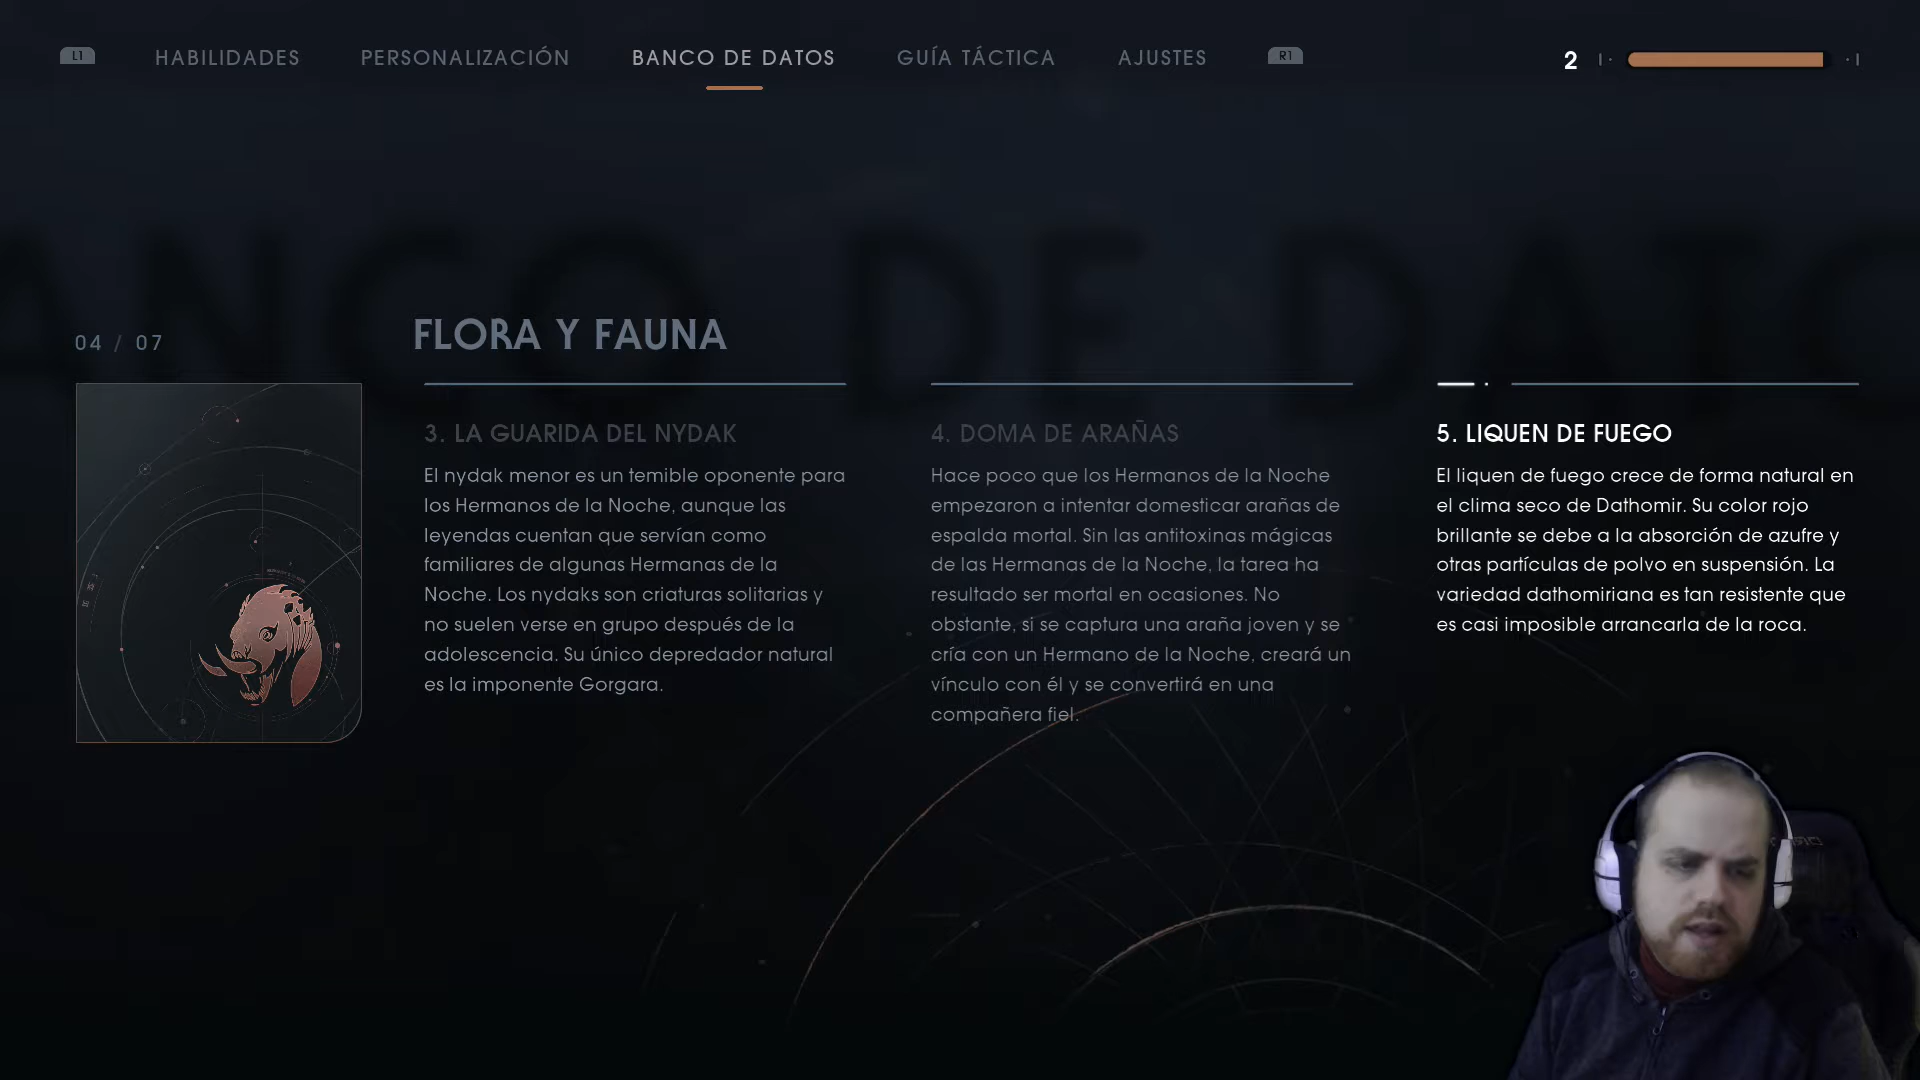 L1
HABILIDADES
PERSONALIZACIÓN
BANCO DE DATOS
GUÍA TÁCTICA
AJUSTES
R1
2
ANCO DE DATO
04 / 07
FLORA Y FAUNA
3. LA GUARIDA DEL NYDAK
El nydak menor es un temible oponente para
los Hermanos de la Noche, aunque las
leyendas cuentan que servían como
familiares de algunas Hermanas de la
Noche. Los nydaks son criaturas solitarias y
no suelen verse en grupo después de la
adolescencia. Su único depredador natural
es la imponente Gorgara.
4. DOMA DE ARAÑAS
Hace poco que los Hermanos de la Noche
empezaron a intentar domesticar arañas de
espalda mortal. Sin las antitoxinas mágicas
de las Hermanas de la Noche, la tarea ha
resultado ser mortal en ocasiones. No
obstante, si se captura una araña joven y se
cría con un Hermano de la Noche, creará un
vínculo con él y se convertirá en una
compañera fiel.
5. LIQUEN DE FUEGO
El liquen de fuego crece de forma natural en
el clima seco de Dathomir. Su color rojo
brillante se debe a la absorción de azufre y
otras partículas de polvo en suspensión. La
variedad dathomiriana es tan resistente que
es casi imposible arrancarla de la roca.